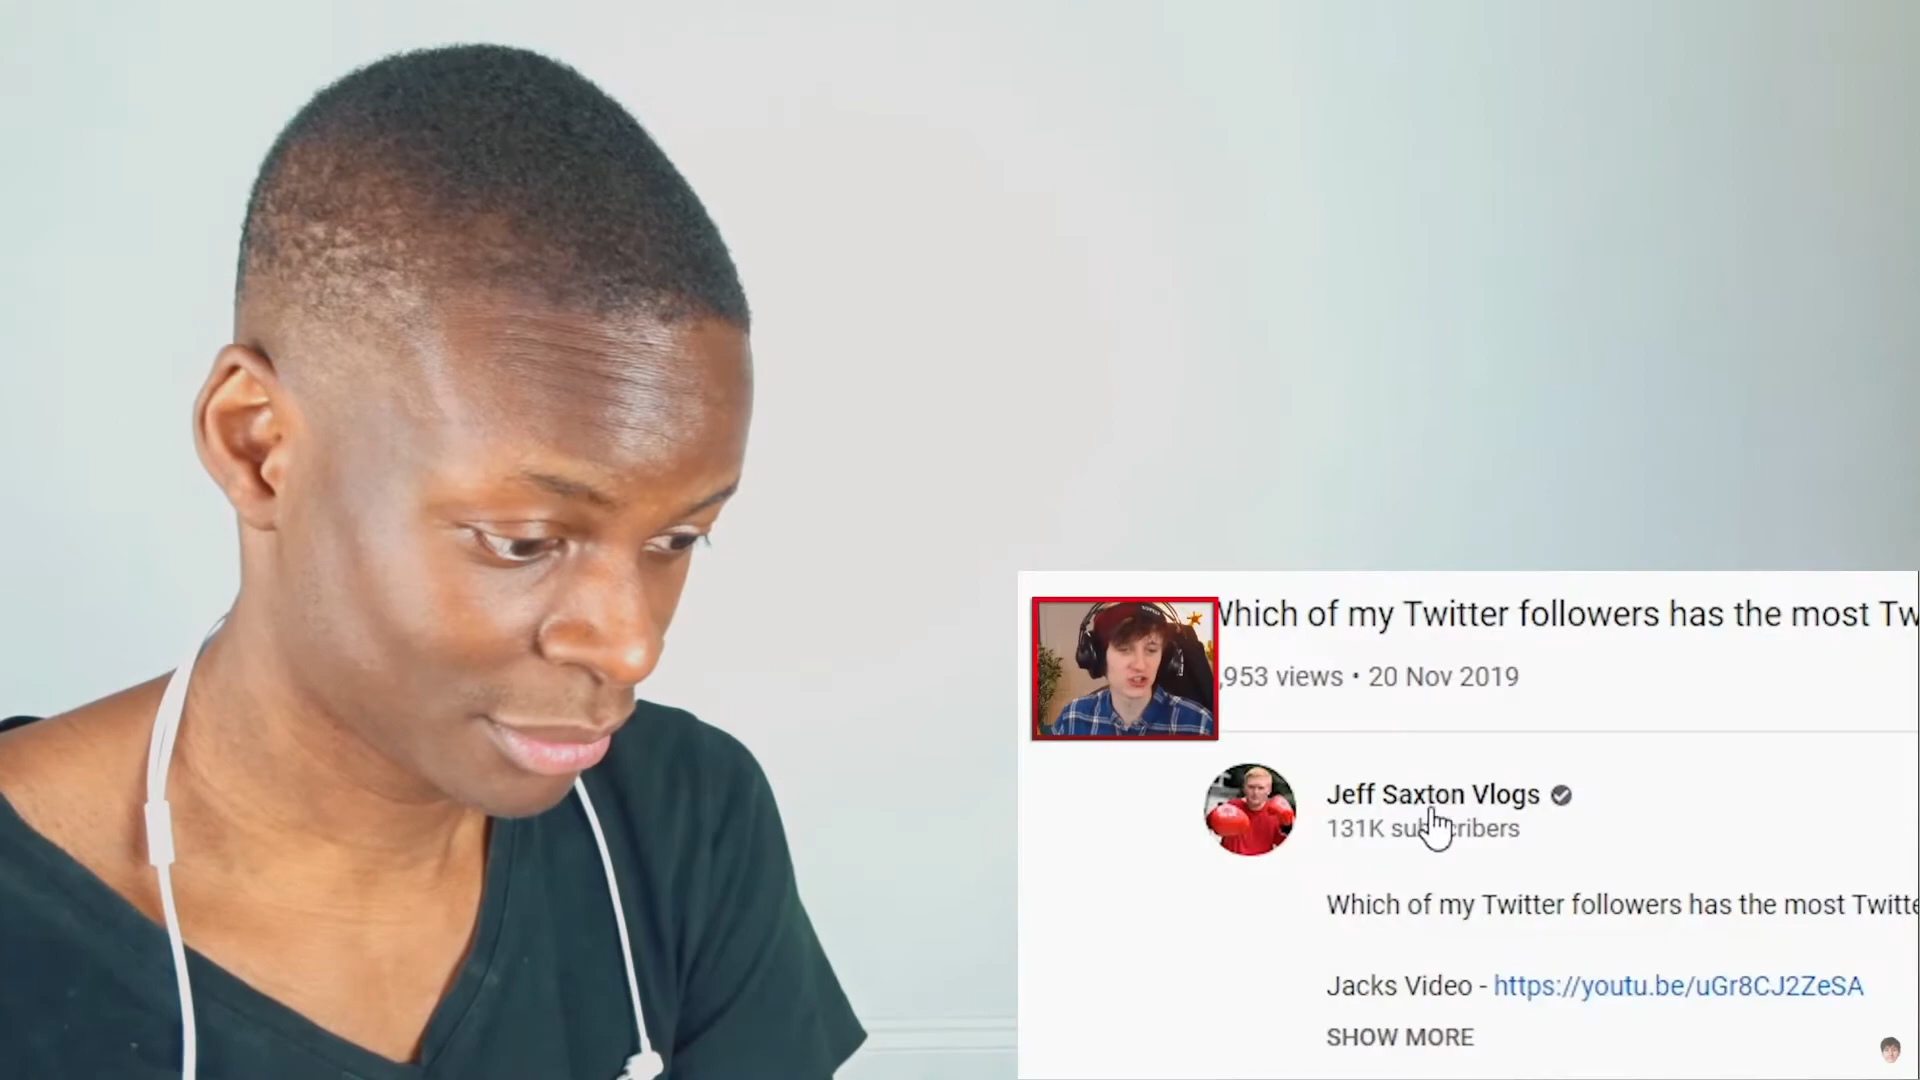 Which of my Twitter followers has the most Tw
,953 views • 20 Nov 2019
Jeff Saxton Vlogs
131K subscribers
Which of my Twitter followers has the most Twitte
Jacks Video - https://youtu.be/uGr8CJ2ZeSA
SHOW MORE